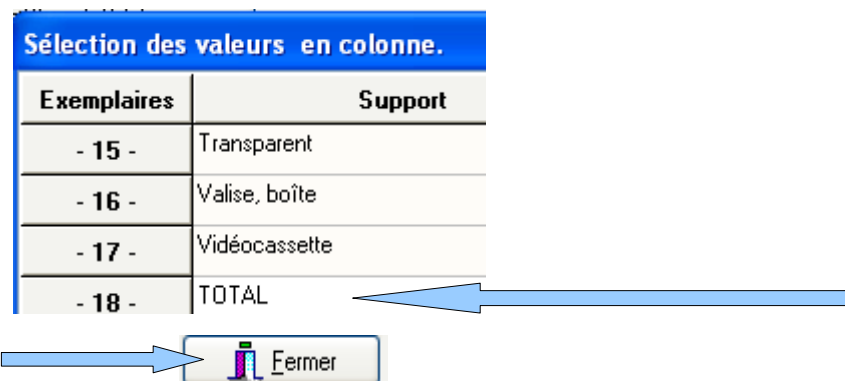 Sélection des valeurs en colonne.
Exemplaires Support
- 15 - Transparent
- 16 - Valise, boîte
- 17 - Vidéocassette
- 18 - TOTAL
Fermer